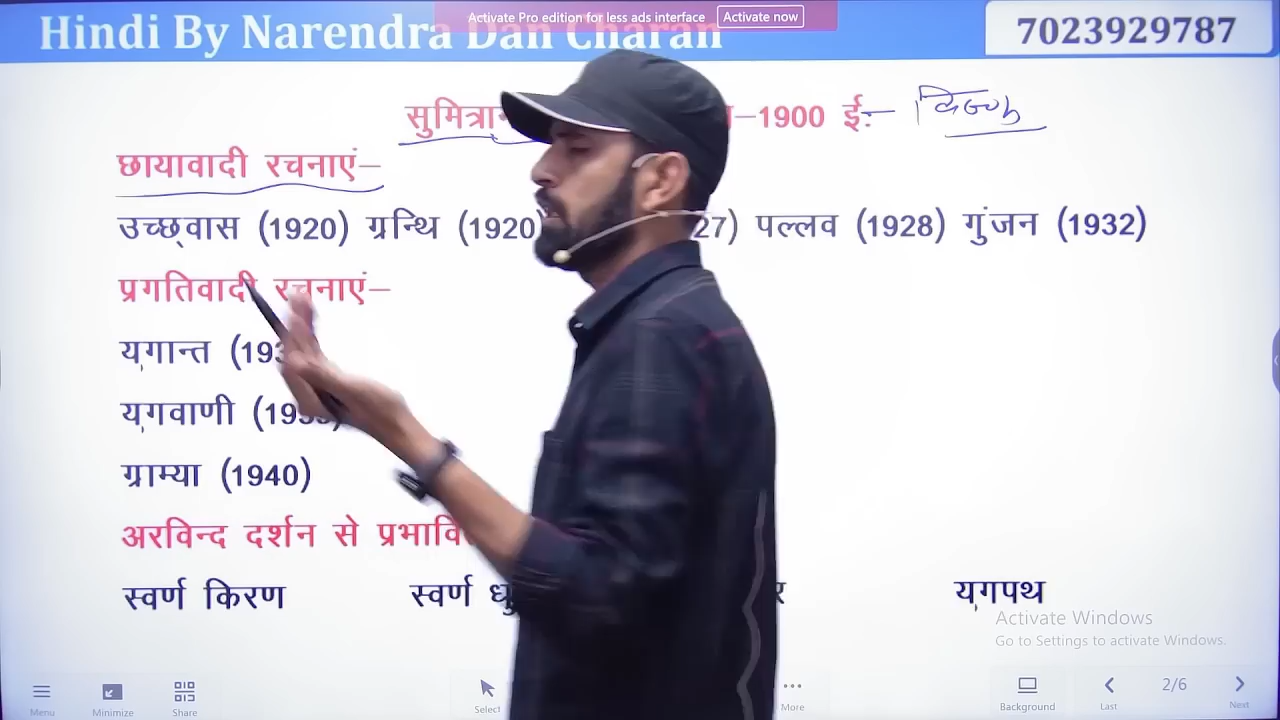 Activate Pro edition for less ads interface Activate now
Hindi By Narendra Dan Charan 7023929787
–1900 ई.–
छायावादी रचनाएं–
उच्छ्वास (1920) ग्रन्थि (1920 27) पल्लव (1928) गुंजन (1932)
प्रगतिवादी रचनाएं–
युगान्त (193
युगवाणी
ग्राम्या (1940)
अरविन्द दर्शन से
स्वर्ण किरण स्वर्ण युगपथ
Activate Windows
Go to Settings to activate Windows.
Menu Minimize Share Select More Background Last 2/6 Next